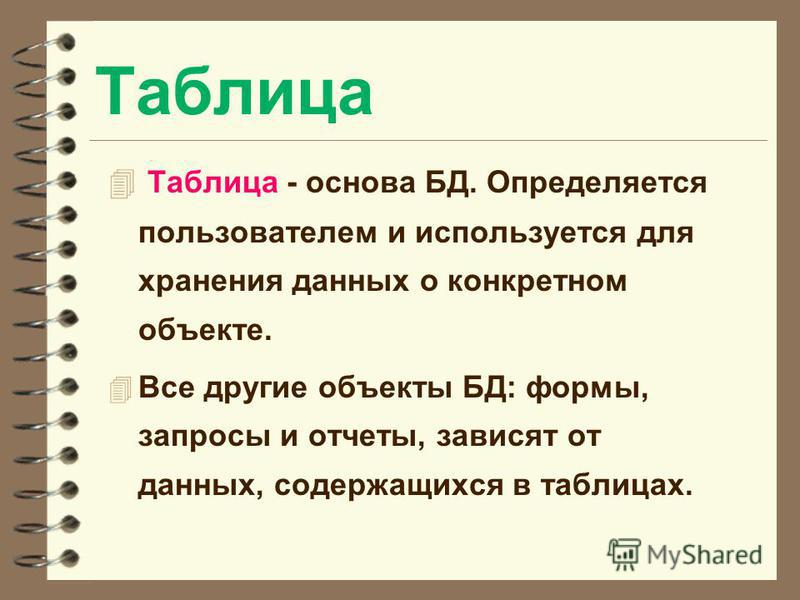 Таблица
Таблица - основа БД. Определяется
пользователем и используется для
хранения данных о конкретном
объекте.
Все другие объекты БД: формы,
запросы и отчеты, зависят от
данных, содержащихся в таблицах.
MyShared